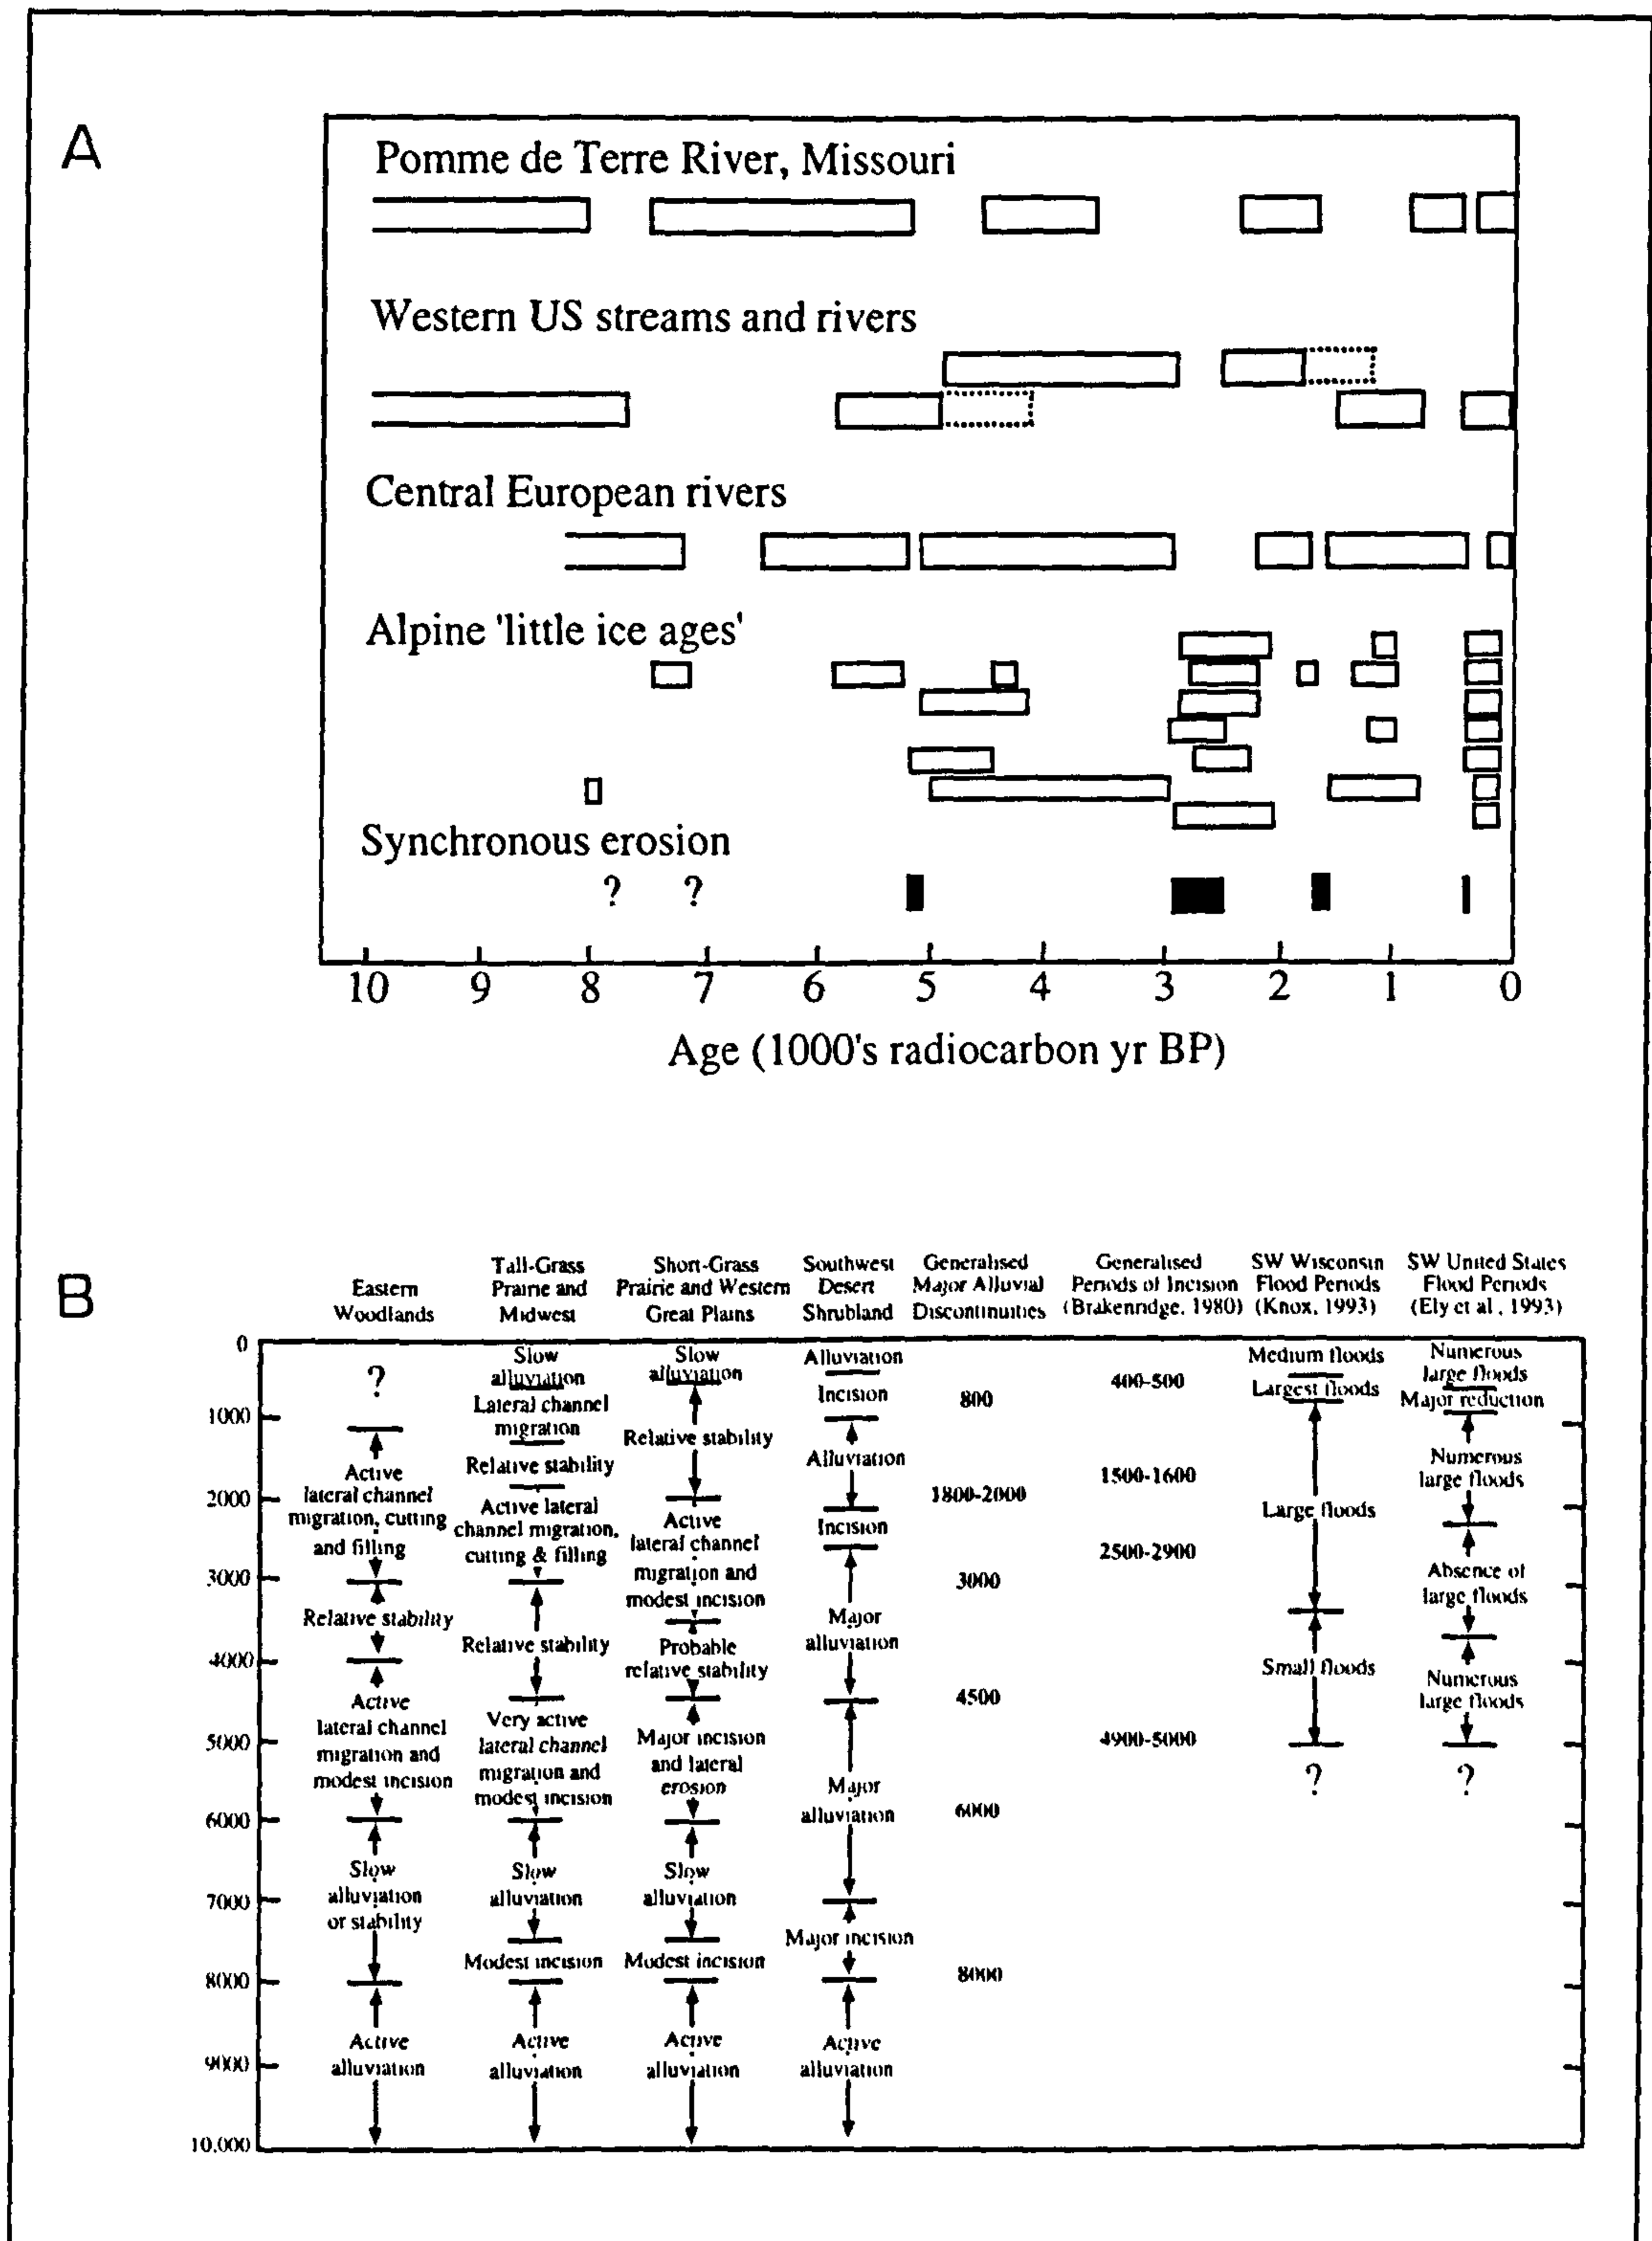 A
Pomme de Terre River, Missouri
Western US streams and rivers
Central European rivers
Alpine 'little ice ages'
Synchronous erosion
? ?
10 9 8 7 6 5 4 3 2 1 0
Age (1000's radiocarbon yr BP)
B
Eastern
Woodlands
Tall-Grass
Prairie and
Midwest
Short-Grass
Prairie and Western
Great Plains
Southwest
Desert
Shrubland
Generalised
Major Alluvial
Discontinuities
Generalised
Periods of Incision
(Brakenridge, 1980)
SW Wisconsin
Flood Periods
(Knox, 1993)
SW United States
Flood Periods
(Ely et al, 1993)
0
1000
2000
3000
4000
5000
6000
7000
8000
9000
10,000
?
Active
lateral channel
migration, cutting
and filling
Relative stability
Active
lateral channel
migration and
modest incision
Slow
alluviation
or stability
Active
alluviation
Slow
alluviation
Lateral channel
migration
Relative stability
Active lateral
channel migration,
cutting & filling
Relative stability
Very active
lateral channel
migration and
modest incision
Slow
alluviation
Modest incision
Active
alluviation
Slow
alluviation
Relative stability
Active
lateral channel
migration and
modest incision
Probable
relative stability
Major incision
and lateral
erosion
Slow
alluviation
Modest incision
Active
alluviation
Alluviation
Incision
Alluviation
Incision
Major
alluviation
Major
alluviation
Major incision
Active
alluviation
800
1800-2000
3000
4500
6000
8000
400-500
1500-1600
2500-2900
4900-5000
Medium floods
Largest floods
Large floods
Small floods
?
Numerous
large floods
Major reduction
Numerous
large floods
Absence of
large floods
Numerous
large floods
?